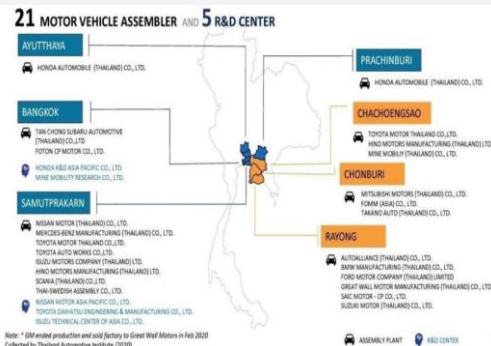 21 MOTOR VEHICLE ASSEMBLER AND 5 R&D CENTER
AYUTTHAYA
HONDA AUTOMOBILE (THAILAND) CO., LTD.
BANGKOK
TAN CHONG SUBARU AUTOMOTIVE
(THAILAND) CO.,LTD
FOTON CP MOTOR CO., LTD.
HONDA R&D ASIA PACIFIC CO., LTD.
MINE MOBILITY RESEARCH CO., LTD.
SAMUTPRAKARN
NISSAN MOTOR (THAILAND) CO., LTD.
MERCDES-BENZ MANUFACTURING (THAILAND) CO., LTD.
TOYOTA MOTOR THAILAND CO.,LTD.
TOYOTA AUTO WORKS CO.,LTD.
ISUZU MOTORS COMPANY (THAILAND) LTD.
HINO MOTORS MANUFACTURING (THAILAND) LTD.
SCANIA (THAILAND) CO., LTD.
THAI-SWEDISH ASSEMBLY CO., LTD.
NISSAN MOTOR ASIA PACIFIC CO., LTD.
TOYOTA DAIHATSU ENGINEERING & MANUFACTURING CO., LTD.
ISUZU TECHNICAL CENTER OF ASIA CO., LTD.
PRACHINBURI
HONDA AUTOMOBILE (THAILAND) CO., LTD.
CHACHOENGSAO
TOYOTA MOTOR THAILAND CO.,LTD.
HINO MOTORS MANUFACTURING (THAILAND) LTD.
MINE MOBILIY (THAILAND) CO., LTD.
CHONBURI
MITSUBISHI MOTORS (THAILAND) CO., LTD.
FOMM (ASIA) CO., LTD.
TAKANO AUTO (THAILAND) CO., LTD.
RAYONG
AUTOALLIANCE (THAILAND) CO., LTD.
BMW MANUFACTURING (THAILAND) CO., LTD.
FORD MOTOR COMPANY (THAILAND) LIMITED
GREAT WALL MOTOR MANUFACTURING (THAILAND) CO., LTD.
SAIC MOTOR - CP CO., LTD.
SUZUKI MOTOR (THAILAND) CO., LTD.
Note: * GM ended production and sold factory to Great Wall Motors in Feb 2020
Collected by Thailand Automotive Institute (2020)
ASSEMBLY PLANT
R&D CENTER